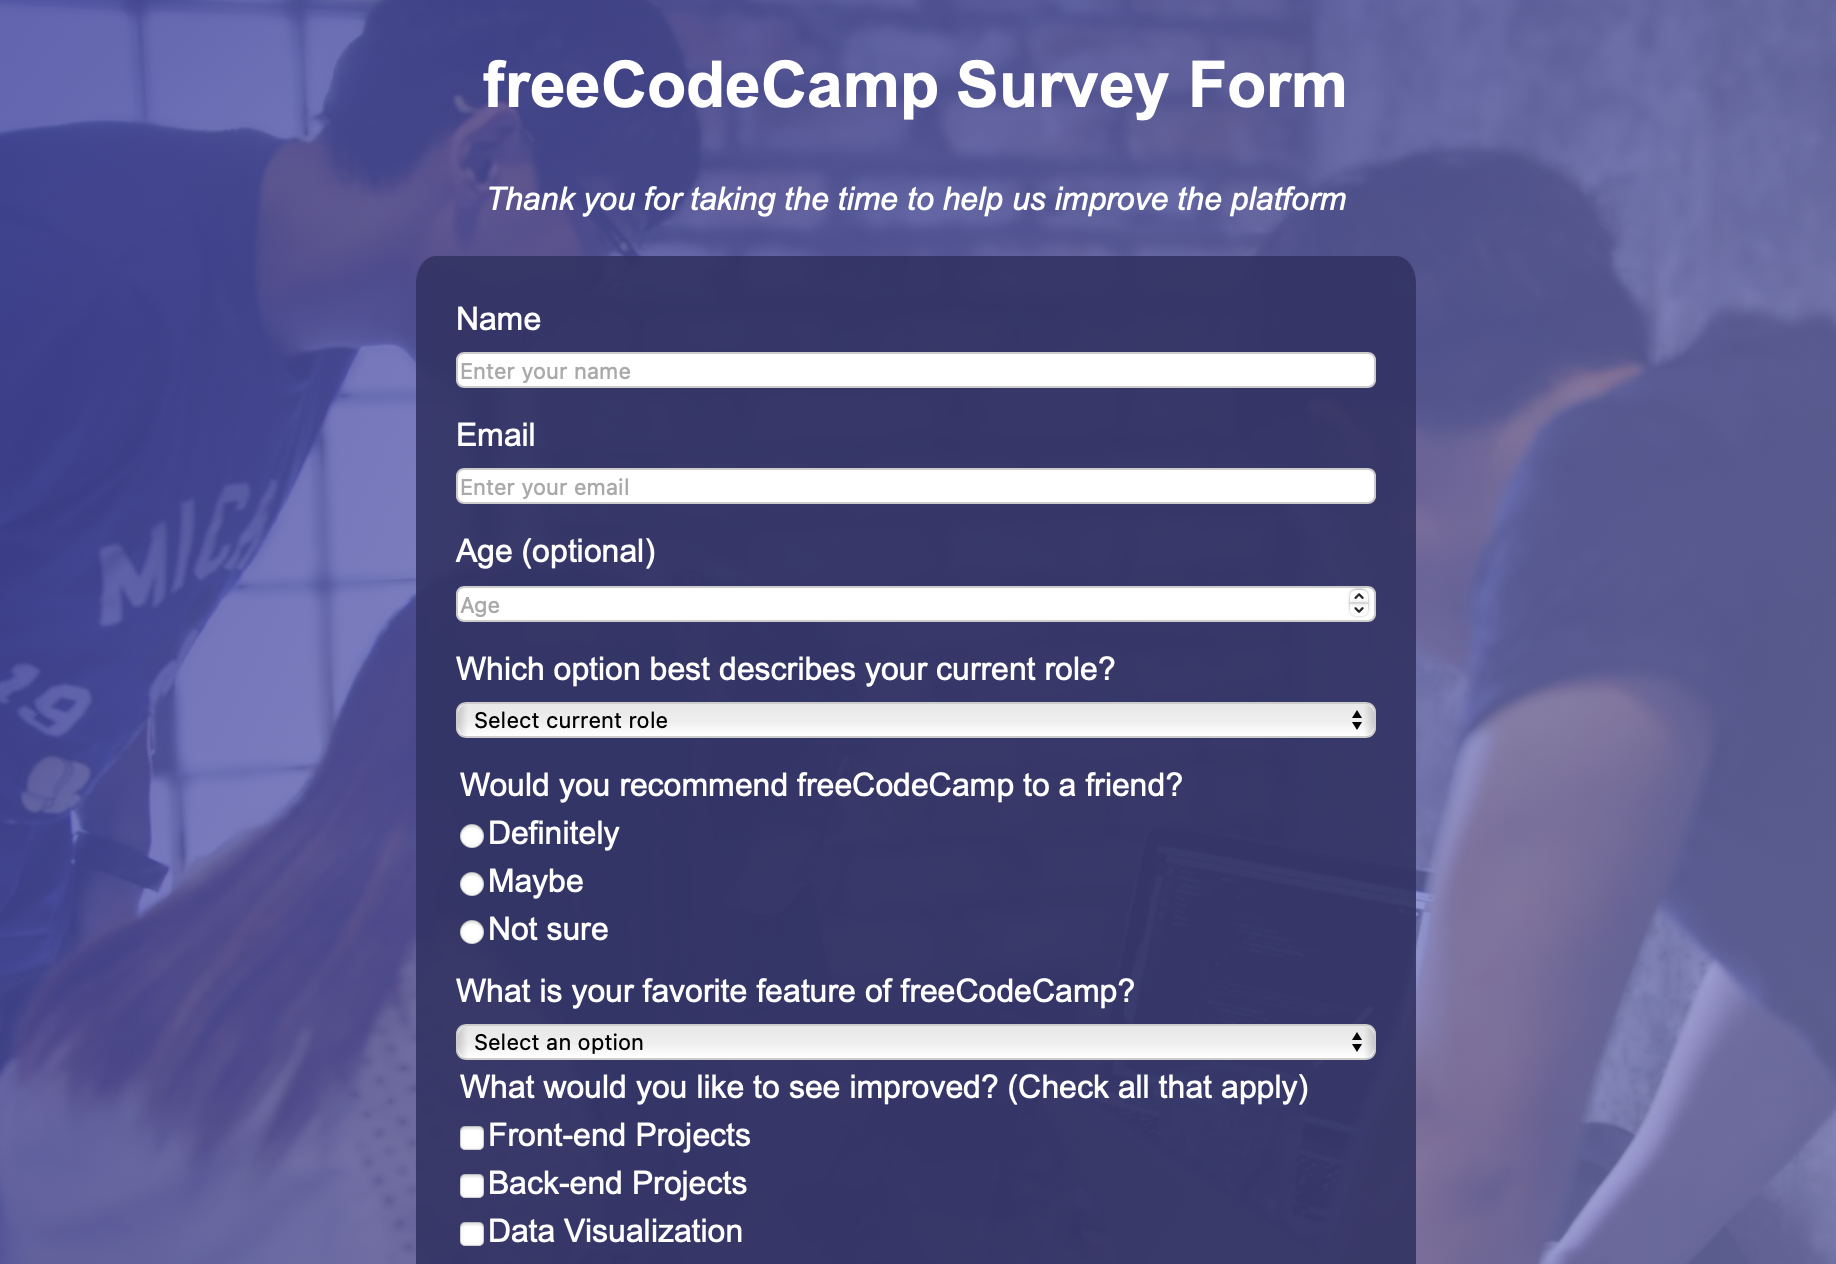 freeCodeCamp Survey Form
Thank you for taking the time to help us improve the platform
Name
Enter your name
Email
Enter your email
Age (optional)
Age
Which option best describes your current role?
Select current role
Would you recommend freeCodeCamp to a friend?
Definitely
Maybe
Not sure
What is your favorite feature of freeCodeCamp?
Select an option
What would you like to see improved? (Check all that apply)
Front-end Projects
Back-end Projects
Data Visualization
MICH
19